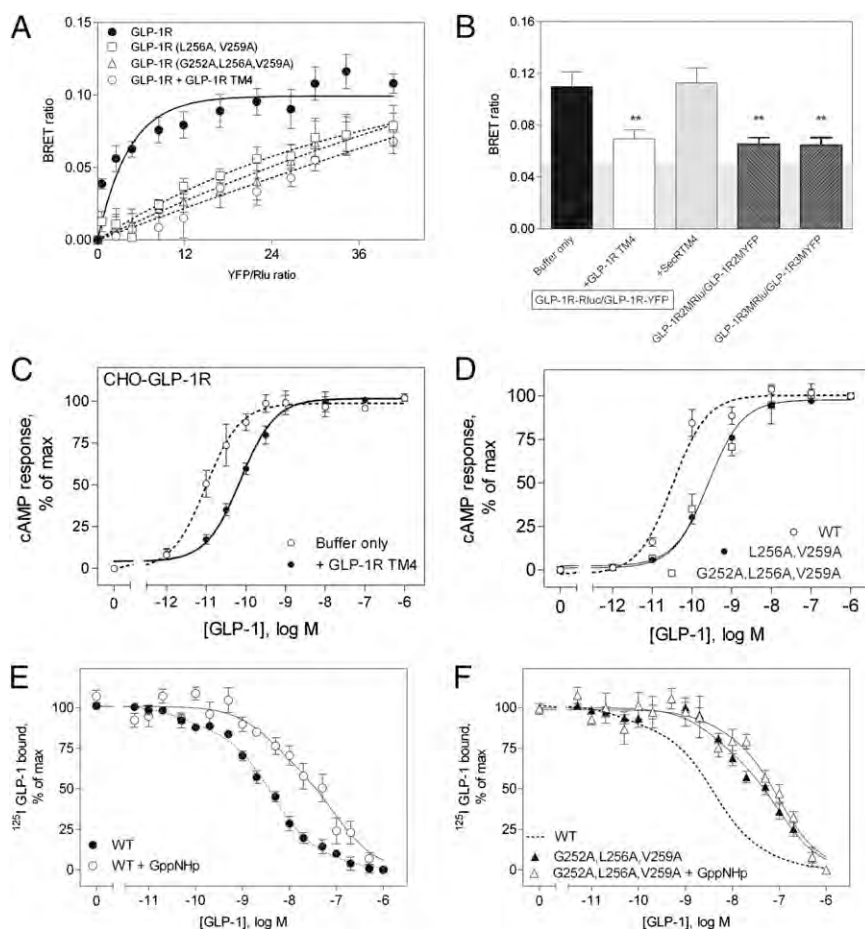 A
● GLP-1R
□ GLP-1R (L256A, V259A)
△ GLP-1R (G252A,L256A,V259A)
○ GLP-1R + GLP-1R TM4
BRET ratio
0.15
0.10
0.05
0.00
0 12 24 36
YFP/Rlu ratio
B
BRET ratio
0.16
0.12
0.08
0.04
0.00
** ** **
Buffer only
+GLP-1R TM4
+SecRTM4
GLP-1R2MRlu/GLP-1R2MYFP
GLP-1R3MRlu/GLP-1R3MYFP
GLP-1R-Rluc/GLP-1R-YFP
C
CHO-GLP-1R
cAMP response,
% of max
100
75
50
25
0
○ Buffer only
● + GLP-1R TM4
0 -12 -11 -10 -9 -8 -7 -6
[GLP-1], log M
D
cAMP response,
% of max
100
75
50
25
0
○ WT
● L256A,V259A
□ G252A,L256A,V259A
0 -12 -11 -10 -9 -8 -7 -6
[GLP-1], log M
E
125I GLP-1 bound,
% of max
100
75
50
25
0
● WT
○ WT + GppNHp
0 -11 -10 -9 -8 -7 -6
[GLP-1], log M
F
125I GLP-1 bound,
% of max
100
75
50
25
0
WT
▲ G252A,L256A,V259A
△ G252A,L256A,V259A + GppNHp
0 -11 -10 -9 -8 -7 -6
[GLP-1], log M